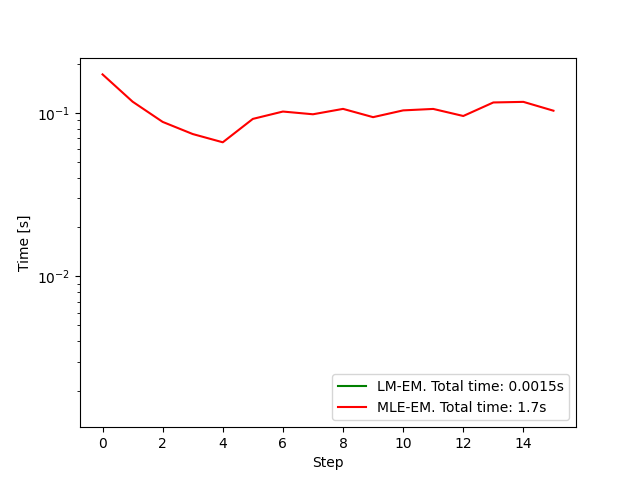 10⁻¹
10⁻²
Time [s]
LM-EM. Total time: 0.0015s
MLE-EM. Total time: 1.7s
0 2 4 6 8 10 12 14
Step